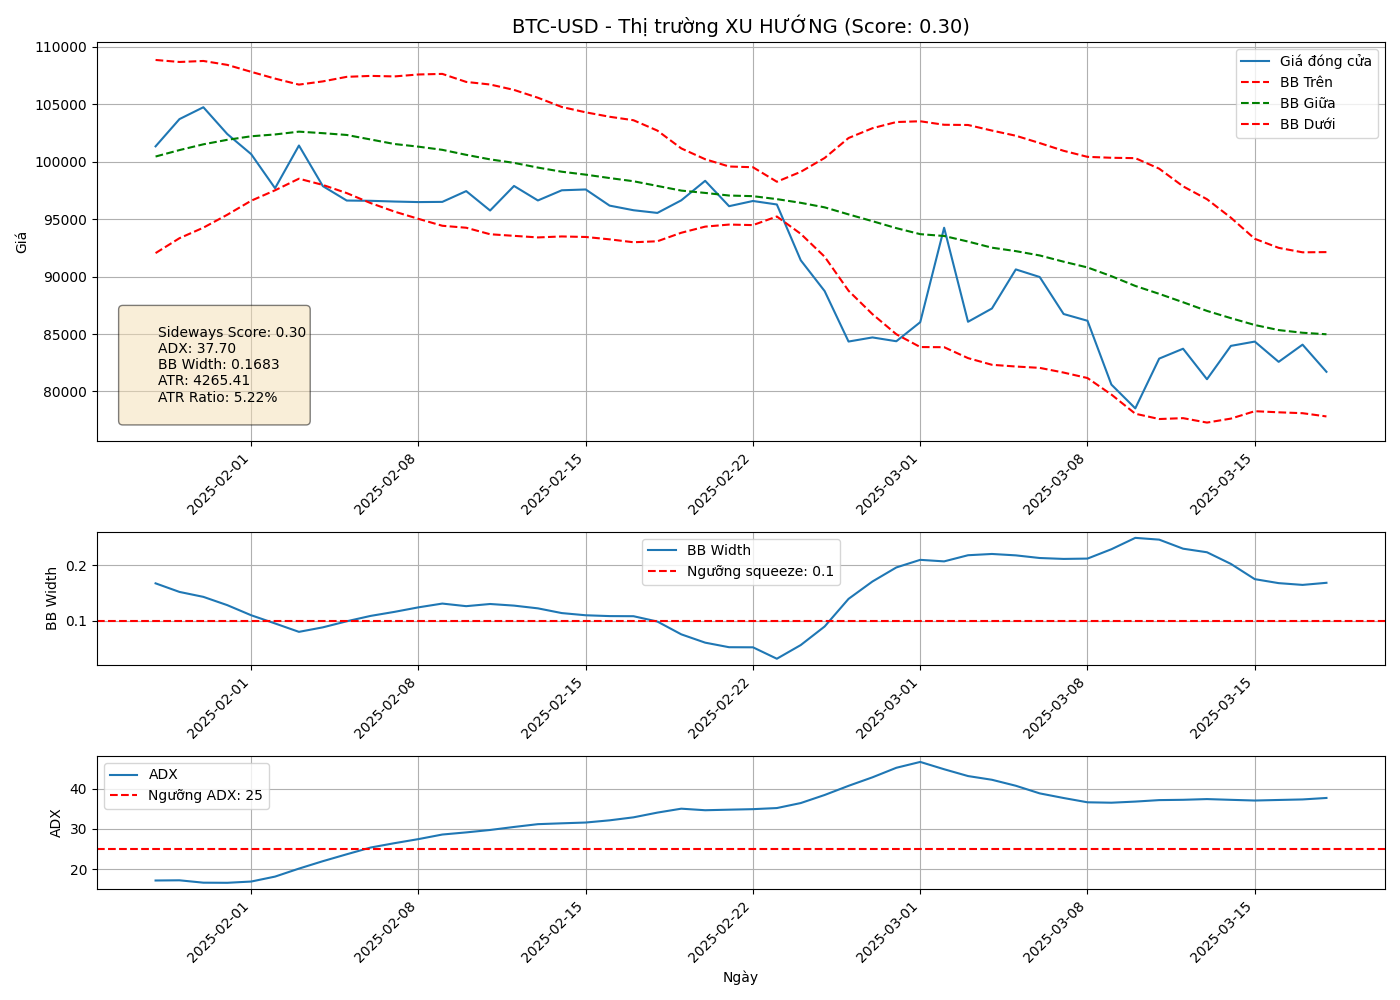 BTC-USD - Thị trường XU HƯỚNG (Score: 0.30)
110000
105000
100000
95000
90000
85000
80000
Giá
Giá đóng cửa
BB Trên
BB Giữa
BB Dưới
Sideways Score: 0.30
ADX: 37.70
BB Width: 0.1683
ATR: 4265.41
ATR Ratio: 5.22%
2025-02-01
2025-02-08
2025-02-15
2025-02-22
2025-03-01
2025-03-08
2025-03-15
0.2
0.1
BB Width
BB Width
Ngưỡng squeeze: 0.1
2025-02-01
2025-02-08
2025-02-15
2025-02-22
2025-03-01
2025-03-08
2025-03-15
40
30
20
ADX
ADX
Ngưỡng ADX: 25
2025-02-01
2025-02-08
2025-02-15
2025-02-22
2025-03-01
2025-03-08
2025-03-15
Ngày